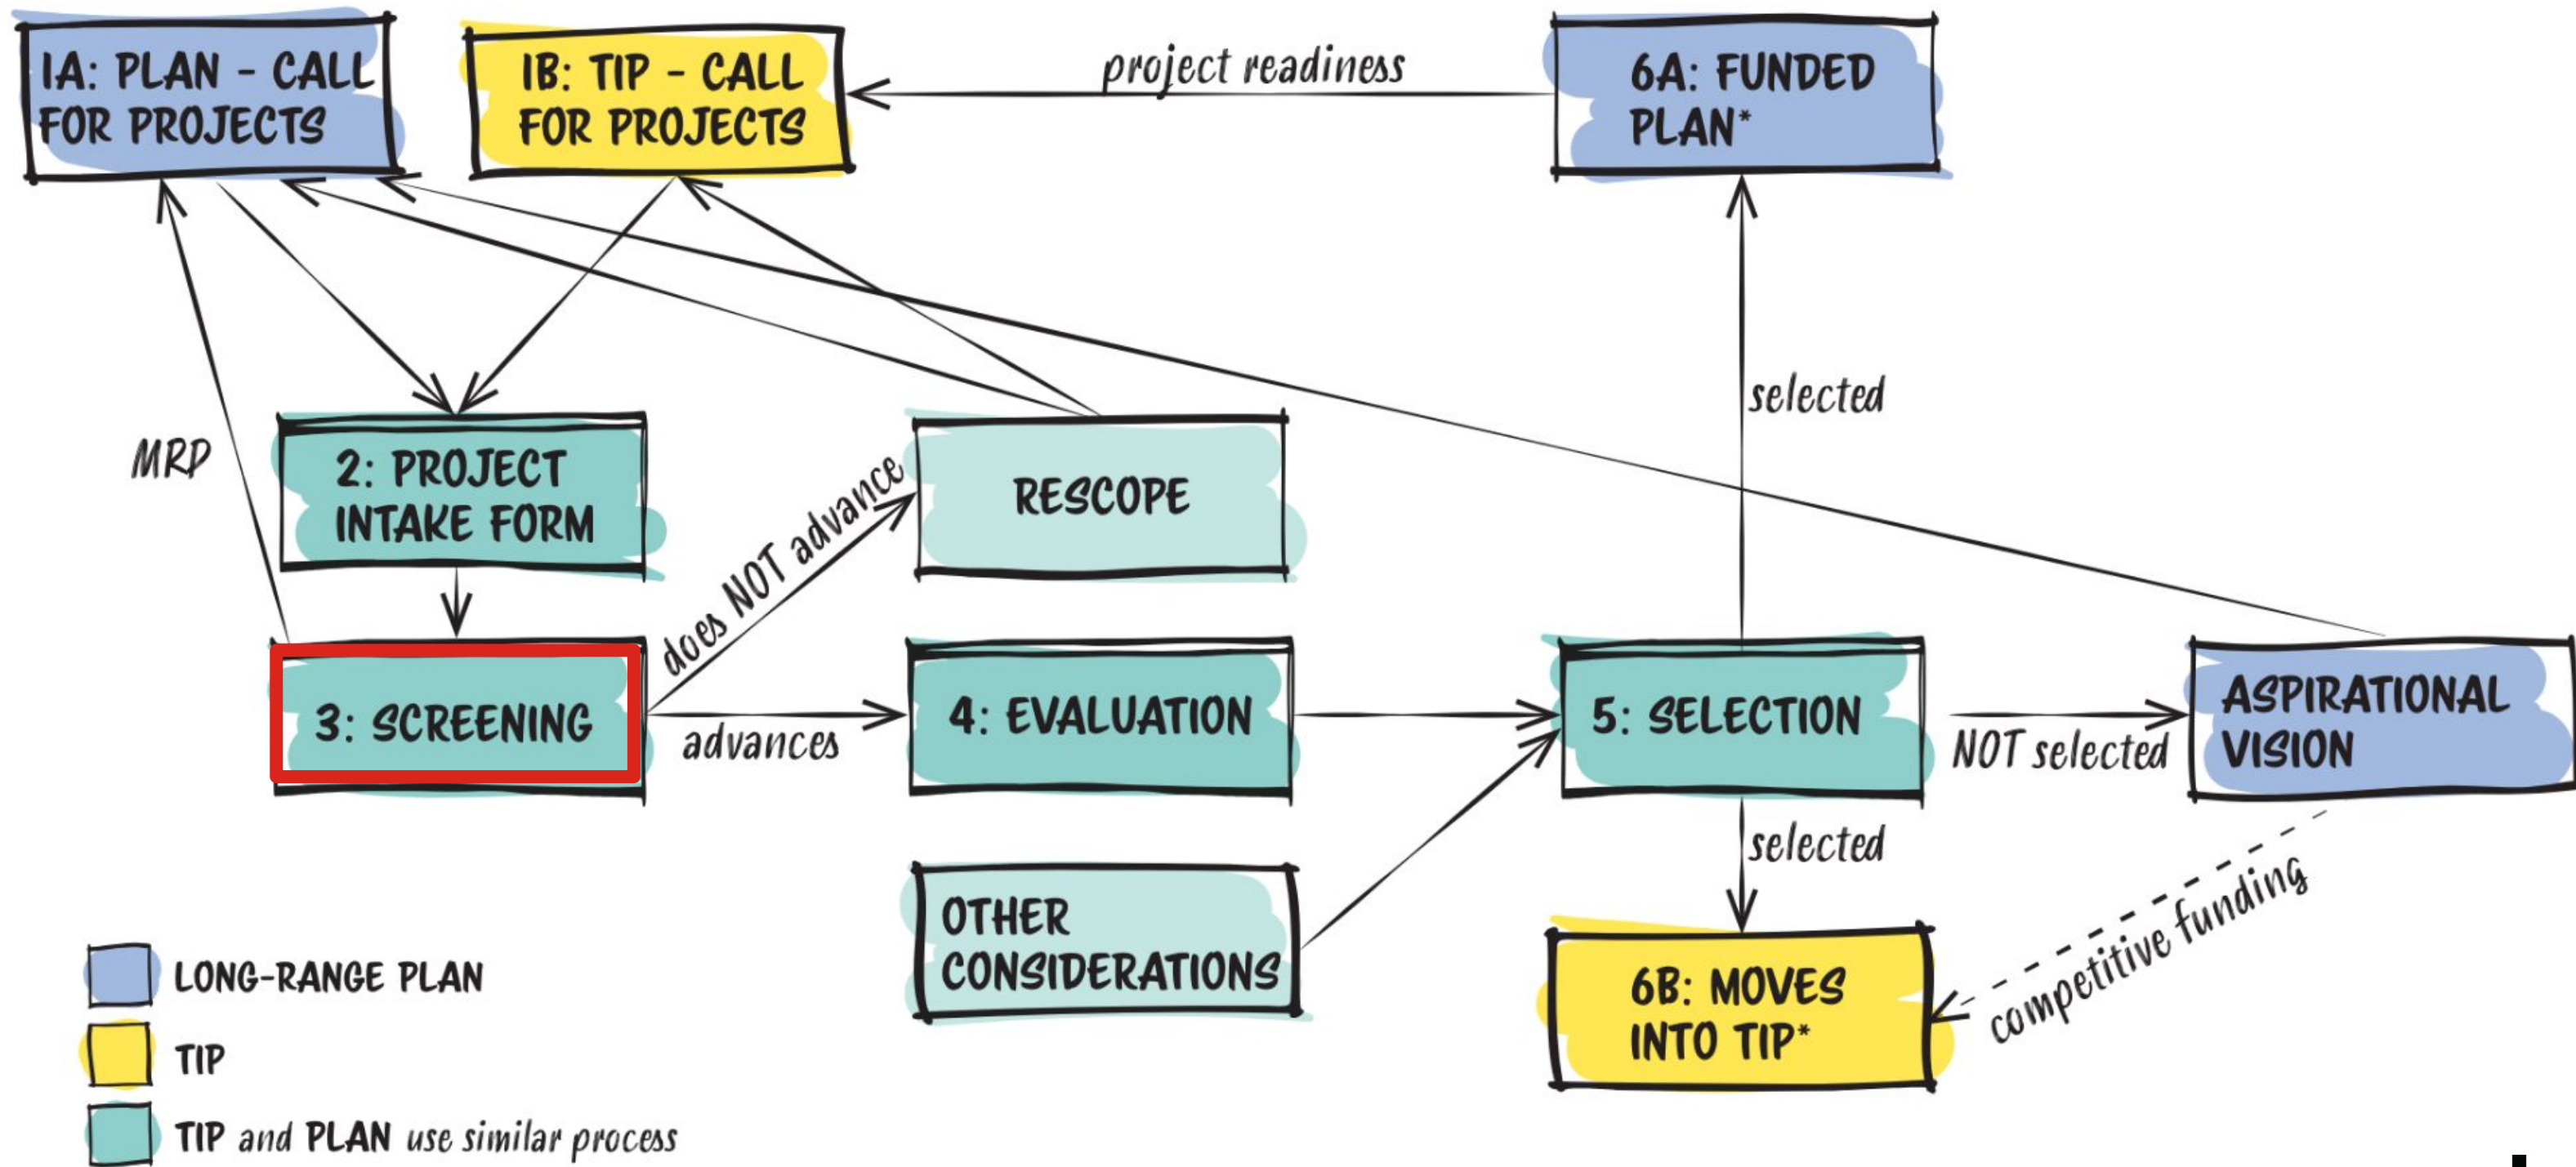 1A: PLAN - CALL
FOR PROJECTS
1B: TIP - CALL
FOR PROJECTS
project readiness
6A: FUNDED
PLAN*
MRP
2: PROJECT
INTAKE FORM
does NOT advance
RESCOPE
selected
3: SCREENING
advances
4: EVALUATION
5: SELECTION
NOT selected
ASPIRATIONAL
VISION
selected
OTHER
CONSIDERATIONS
6B: MOVES
INTO TIP*
competitive funding
LONG-RANGE PLAN
TIP
TIP and PLAN use similar process